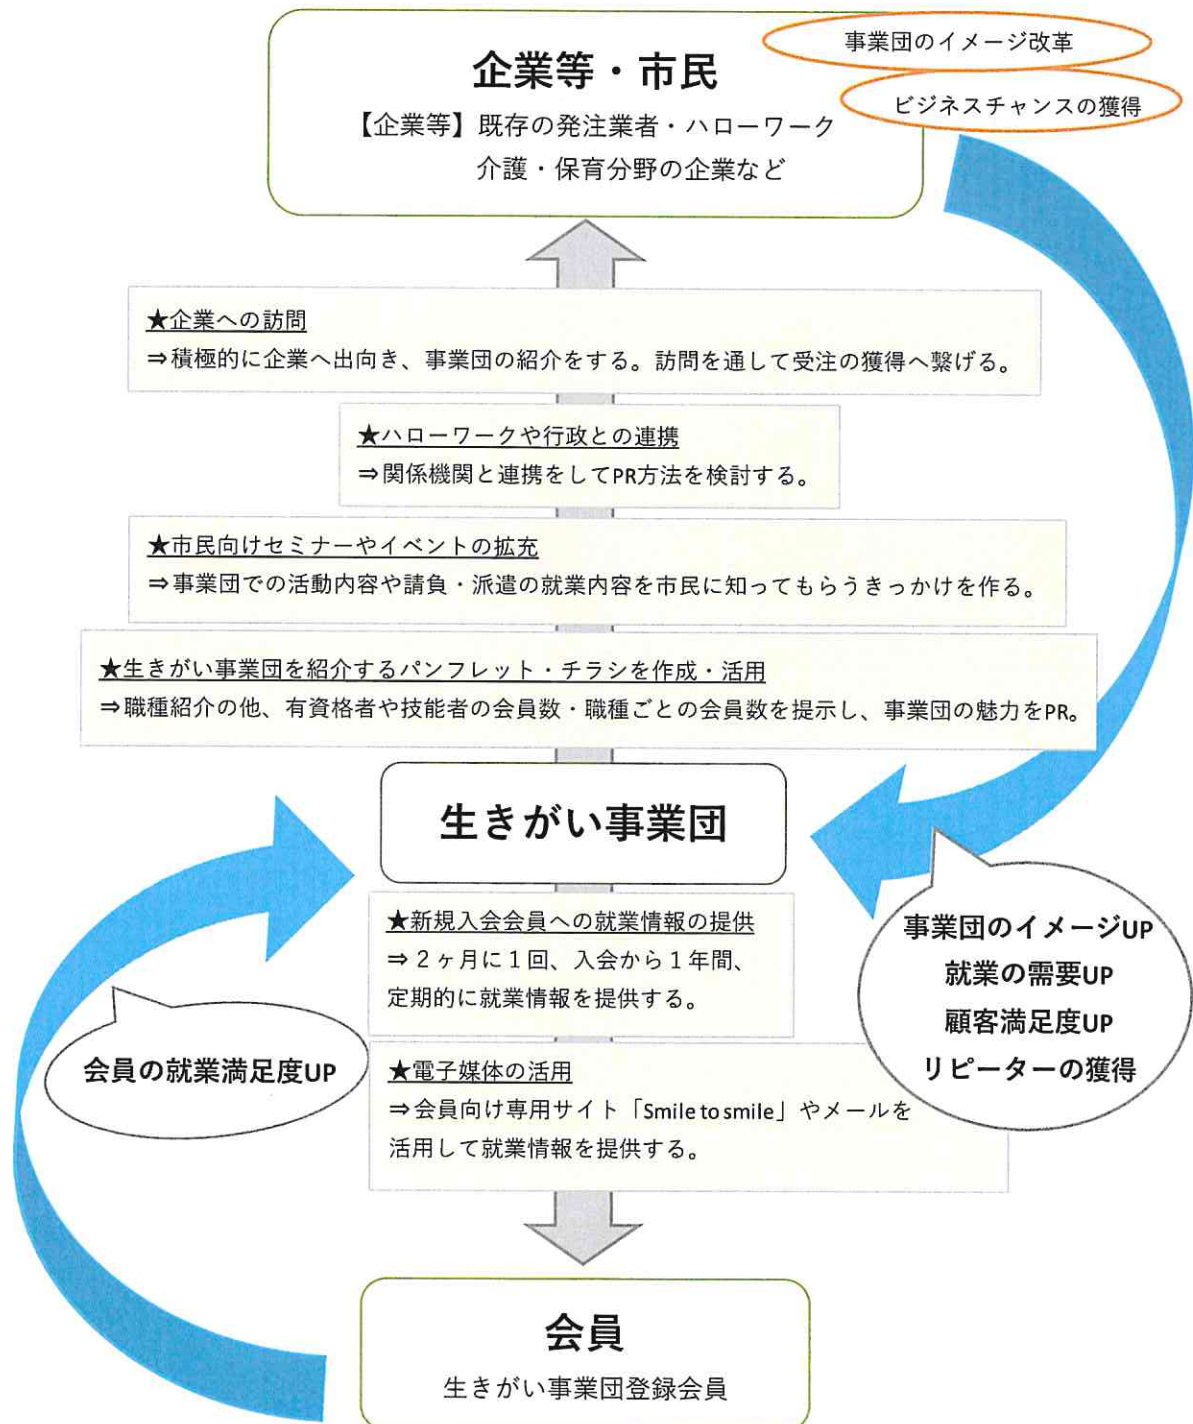 事業団のイメージ改革
企業等・市民
ビジネスチャンスの獲得
【企業等】既存の発注業者・ハローワーク
介護・保育分野の企業など
★企業への訪問
⇒積極的に企業へ出向き、事業団の紹介をする。訪問を通して受注の獲得へ繋げる。
★ハローワークや行政との連携
⇒関係機関と連携をしてPR方法を検討する。
★市民向けセミナーやイベントの拡充
⇒事業団での活動内容や請負・派遣の就業内容を市民に知ってもらうきっかけを作る。
★生きがい事業団を紹介するパンフレット・チラシを作成・活用
⇒職種紹介の他、有資格者や技能者の会員数・職種ごとの会員数を提示し、事業団の魅力をPR。
生きがい事業団
★新規入会会員への就業情報の提供
⇒２ヶ月に１回、入会から１年間、
定期的に就業情報を提供する。
事業団のイメージUP
就業の需要UP
顧客満足度UP
リピーターの獲得
会員の就業満足度UP
★電子媒体の活用
⇒会員向け専用サイト「Smile to smile」やメールを
活用して就業情報を提供する。
会員
生きがい事業団登録会員